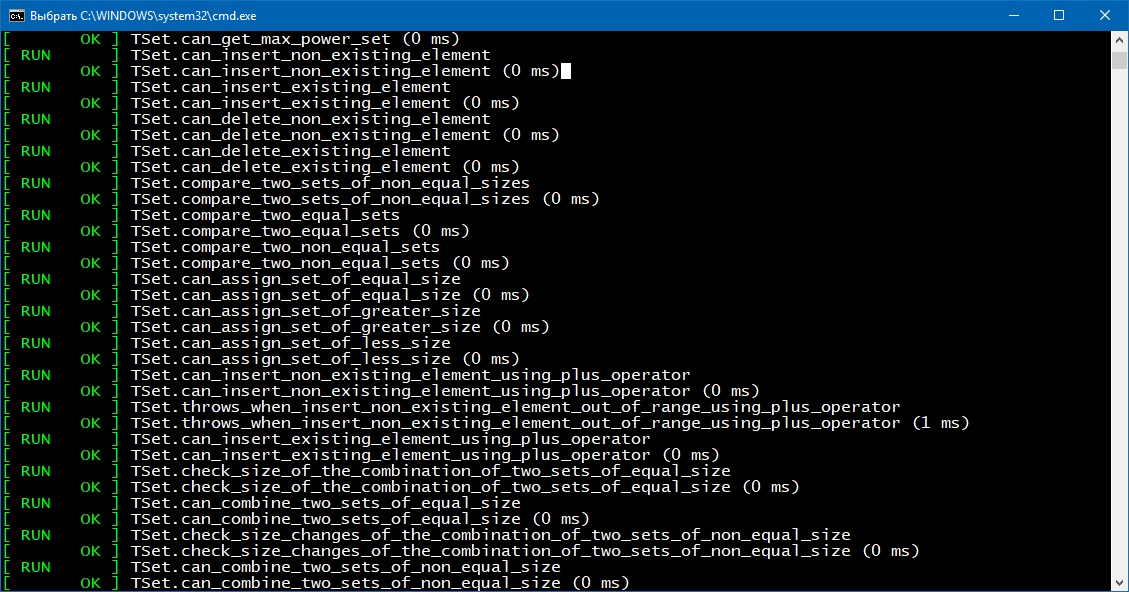 Выбрать C:\WINDOWS\system32\cmd.exe
[       OK ] TSet.can_get_max_power_set (0 ms)
[ RUN      ] TSet.can_insert_non_existing_element
[       OK ] TSet.can_insert_non_existing_element (0 ms)
[ RUN      ] TSet.can_insert_existing_element
[       OK ] TSet.can_insert_existing_element (0 ms)
[ RUN      ] TSet.can_delete_non_existing_element
[       OK ] TSet.can_delete_non_existing_element (0 ms)
[ RUN      ] TSet.can_delete_existing_element
[       OK ] TSet.can_delete_existing_element (0 ms)
[ RUN      ] TSet.compare_two_sets_of_non_equal_sizes
[       OK ] TSet.compare_two_sets_of_non_equal_sizes (0 ms)
[ RUN      ] TSet.compare_two_equal_sets
[       OK ] TSet.compare_two_equal_sets (0 ms)
[ RUN      ] TSet.compare_two_non_equal_sets
[       OK ] TSet.compare_two_non_equal_sets (0 ms)
[ RUN      ] TSet.can_assign_set_of_equal_size
[       OK ] TSet.can_assign_set_of_equal_size (0 ms)
[ RUN      ] TSet.can_assign_set_of_greater_size
[       OK ] TSet.can_assign_set_of_greater_size (0 ms)
[ RUN      ] TSet.can_assign_set_of_less_size
[       OK ] TSet.can_assign_set_of_less_size (0 ms)
[ RUN      ] TSet.can_insert_non_existing_element_using_plus_operator
[       OK ] TSet.can_insert_non_existing_element_using_plus_operator (0 ms)
[ RUN      ] TSet.throws_when_insert_non_existing_element_out_of_range_using_plus_operator
[       OK ] TSet.throws_when_insert_non_existing_element_out_of_range_using_plus_operator (1 ms)
[ RUN      ] TSet.can_insert_existing_element_using_plus_operator
[       OK ] TSet.can_insert_existing_element_using_plus_operator (0 ms)
[ RUN      ] TSet.check_size_of_the_combination_of_two_sets_of_equal_size
[       OK ] TSet.check_size_of_the_combination_of_two_sets_of_equal_size (0 ms)
[ RUN      ] TSet.can_combine_two_sets_of_equal_size
[       OK ] TSet.can_combine_two_sets_of_equal_size (0 ms)
[ RUN      ] TSet.check_size_changes_of_the_combination_of_two_sets_of_non_equal_size
[       OK ] TSet.check_size_changes_of_the_combination_of_two_sets_of_non_equal_size (0 ms)
[ RUN      ] TSet.can_combine_two_sets_of_non_equal_size
[       OK ] TSet.can_combine_two_sets_of_non_equal_size (0 ms)